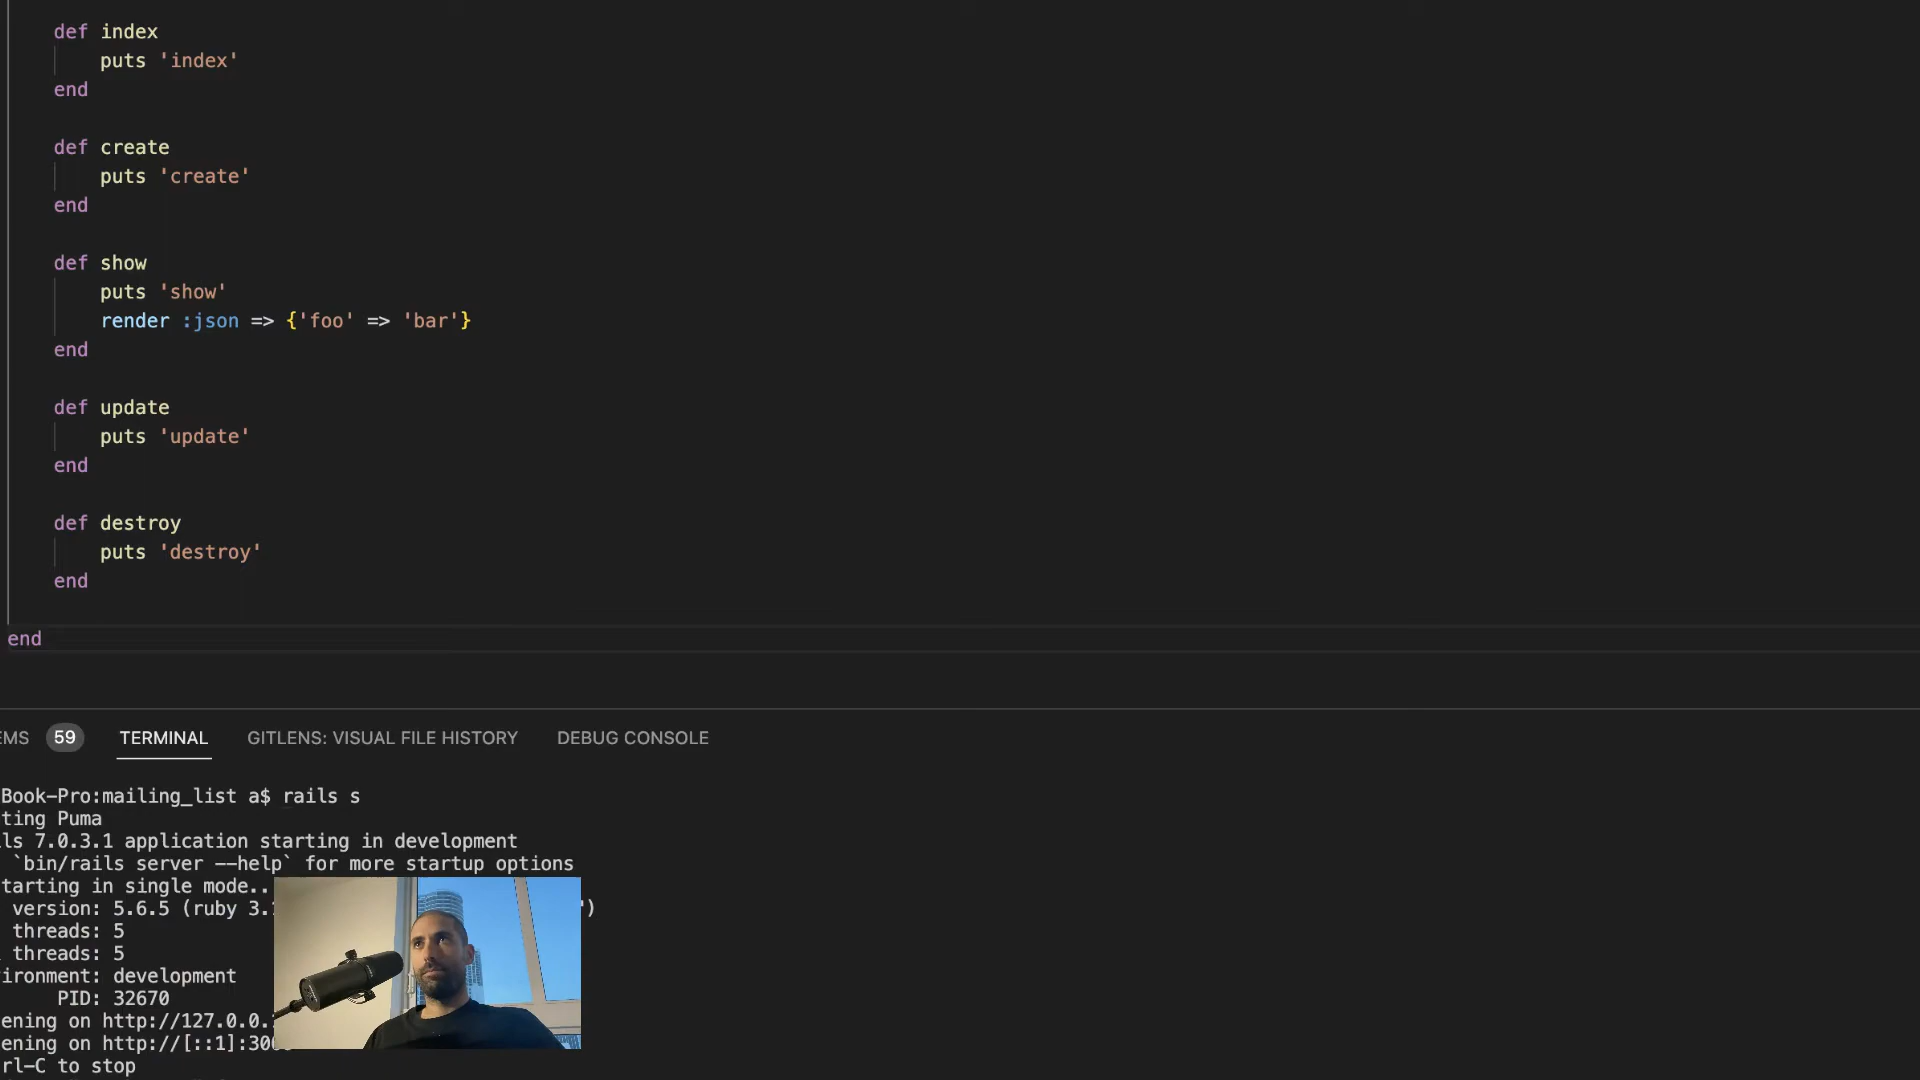 def index
puts 'index'
end
def create
puts 'create'
end
def show
puts 'show'
render :json => {'foo' => 'bar'}
end
def update
puts 'update'
end
def destroy
puts 'destroy'
end
end
EMS 59 TERMINAL GITLENS: VISUAL FILE HISTORY DEBUG CONSOLE
Book-Pro:mailing_list a$ rails s
ting Puma
ls 7.0.3.1 application starting in development
`bin/rails server --help` for more startup options
tarting in single mode..
version: 5.6.5 (ruby 3.1 ")
threads: 5
threads: 5
ironment: development
PID: 32670
ening on http://127.0.0.
ening on http://[::1]:30
rl-C to stop